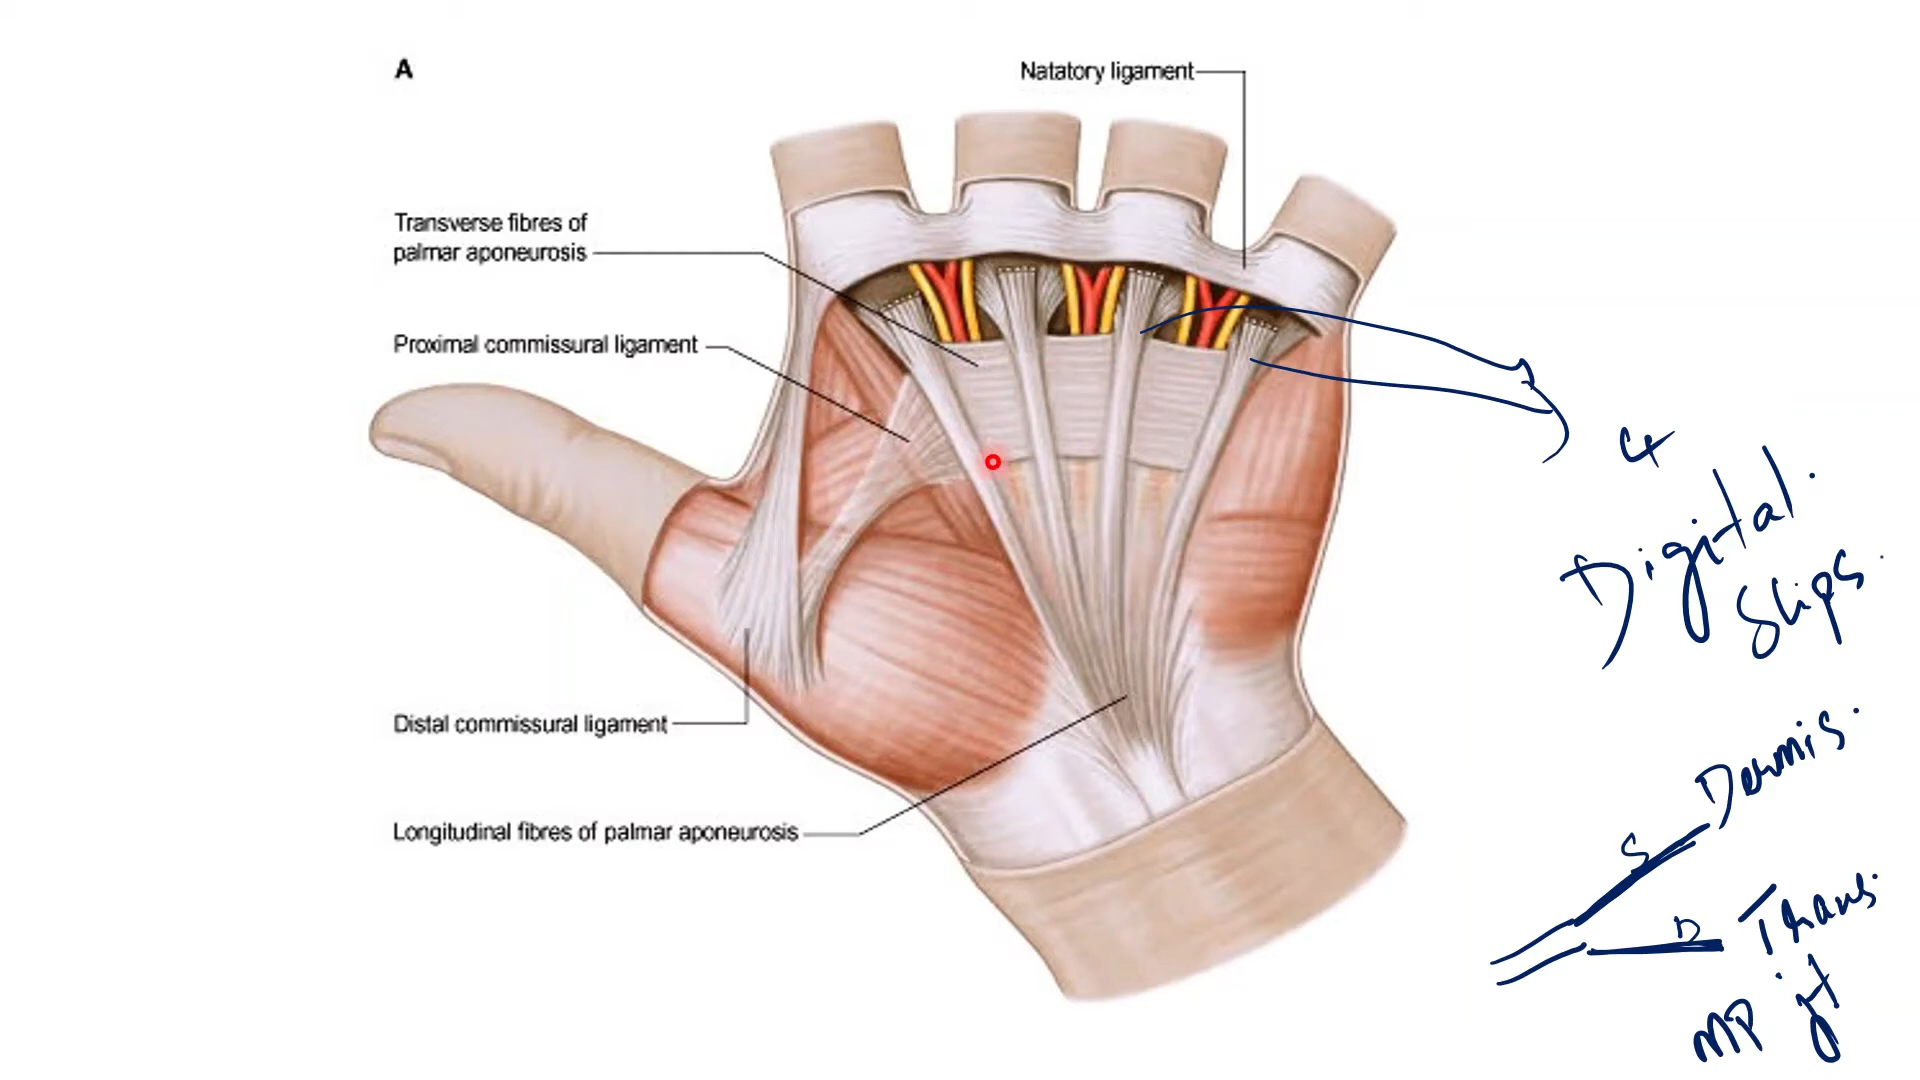 A
Natatory ligament
Transverse fibres of
palmar aponeurosis
Proximal commissural ligament
Distal commissural ligament
Longitudinal fibres of palmar aponeurosis
4
Digital
Slips
Dermis.
S
D
Trans.
MP jt